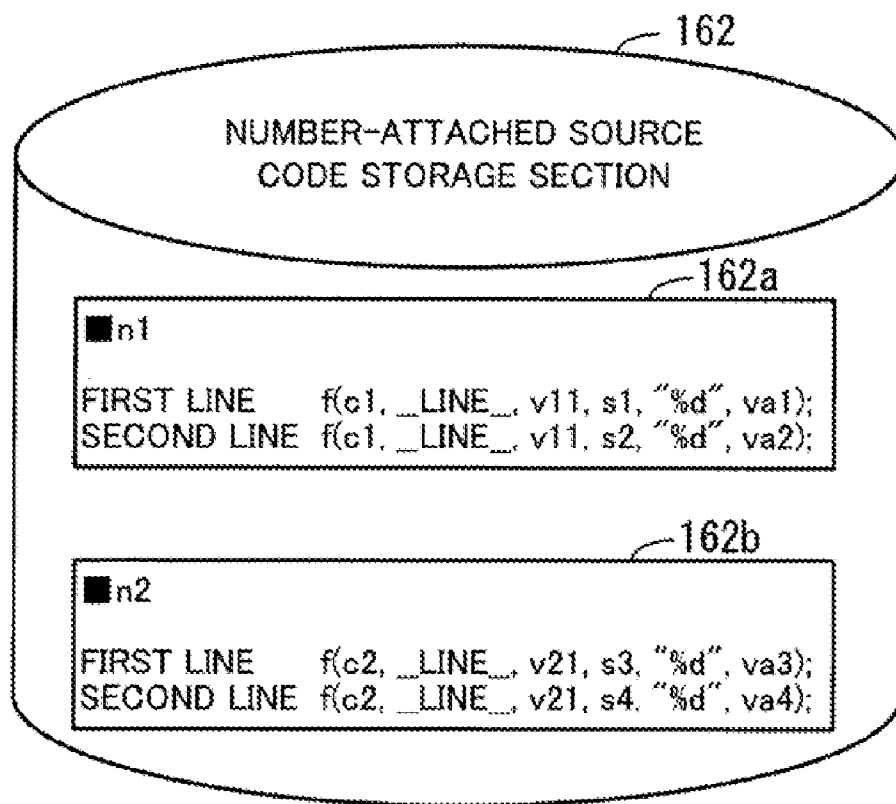 162
NUMBER-ATTACHED SOURCE
CODE STORAGE SECTION
162a
■n1
FIRST LINE f(c1, __LINE__, v11, s1, "%d", va1);
SECOND LINE f(c1, __LINE__, v11, s2, "%d", va2);
162b
■n2
FIRST LINE f(c2, __LINE__, v21, s3, "%d", va3);
SECOND LINE f(c2, __LINE__, v21, s4, "%d", va4);